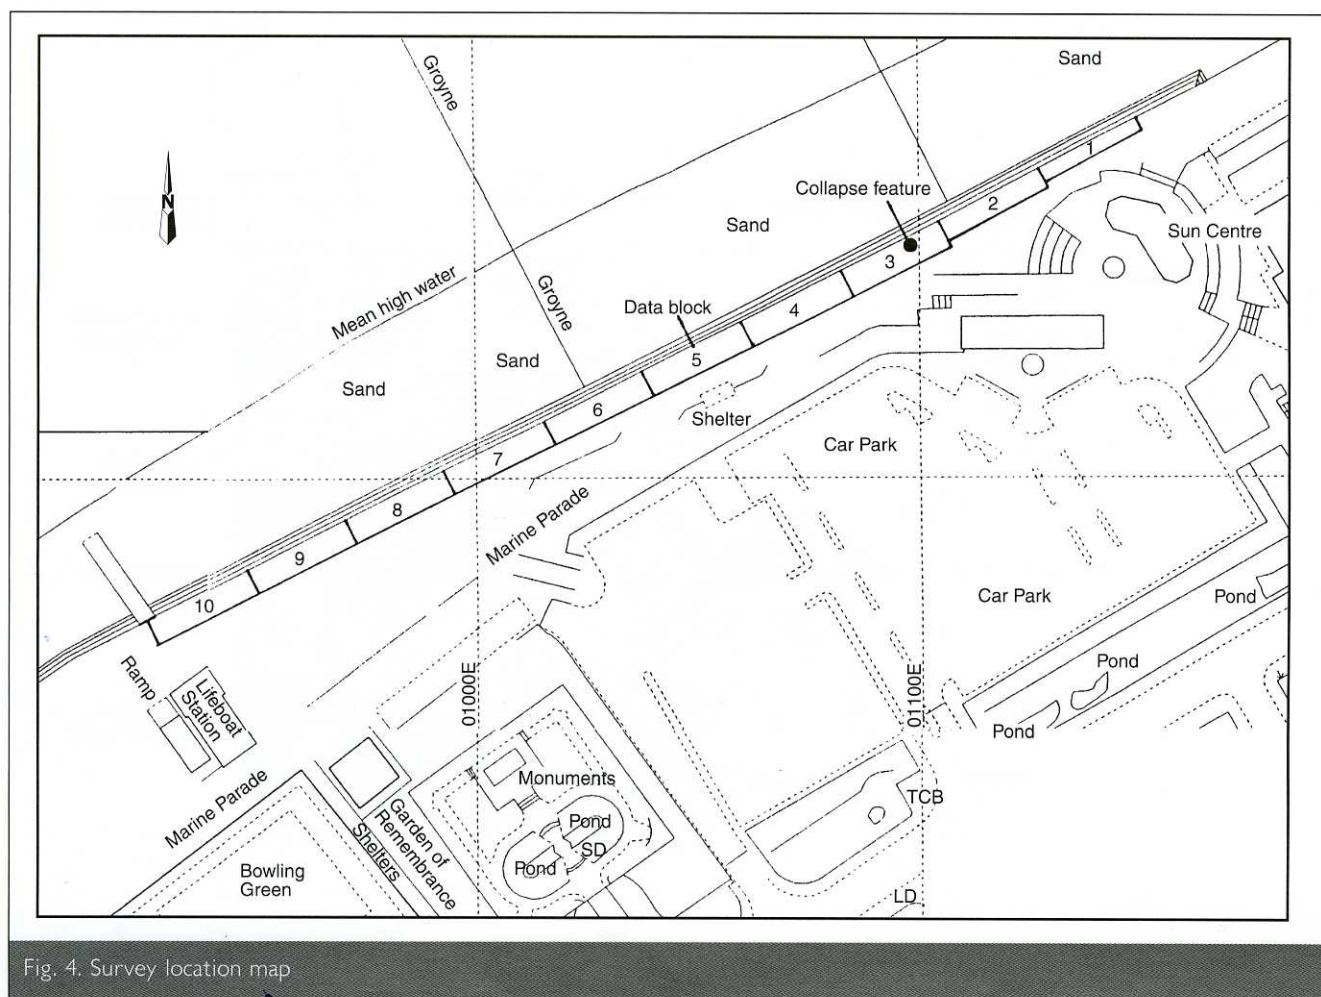 Sand
Groyne
1
Collapse feature
2
N
Sand
Sun Centre
3
Mean high water
Groyne
Data block
4
5
Sand
Sand
6
Shelter
Car Park
7
8
Marine Parade
9
10
Car Park
Pond
Pond
Ramp
Lifeboat
Station
01000E
01100E
Pond
Marine Parade
Monuments
TCB
Garden of
Remembrance
Shelters
Pond
SD
Pond
Bowling
Green
LD
Fig. 4. Survey location map